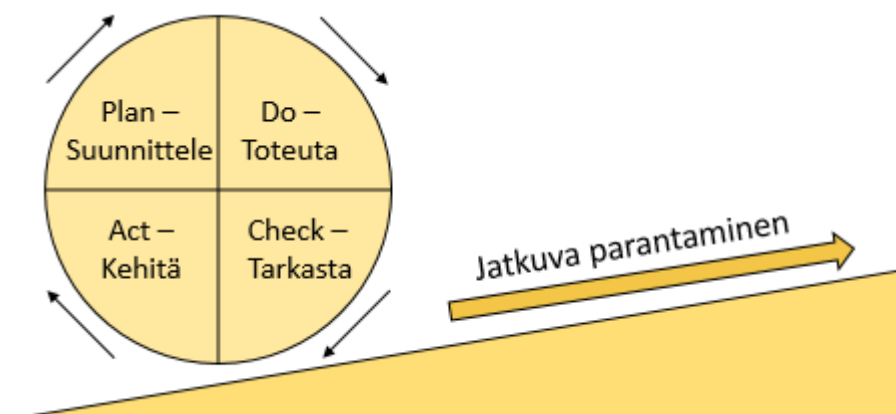 Plan –
Suunnittele
Do –
Toteuta
Act –
Kehitä
Check –
Tarkasta
Jatkuva parantaminen